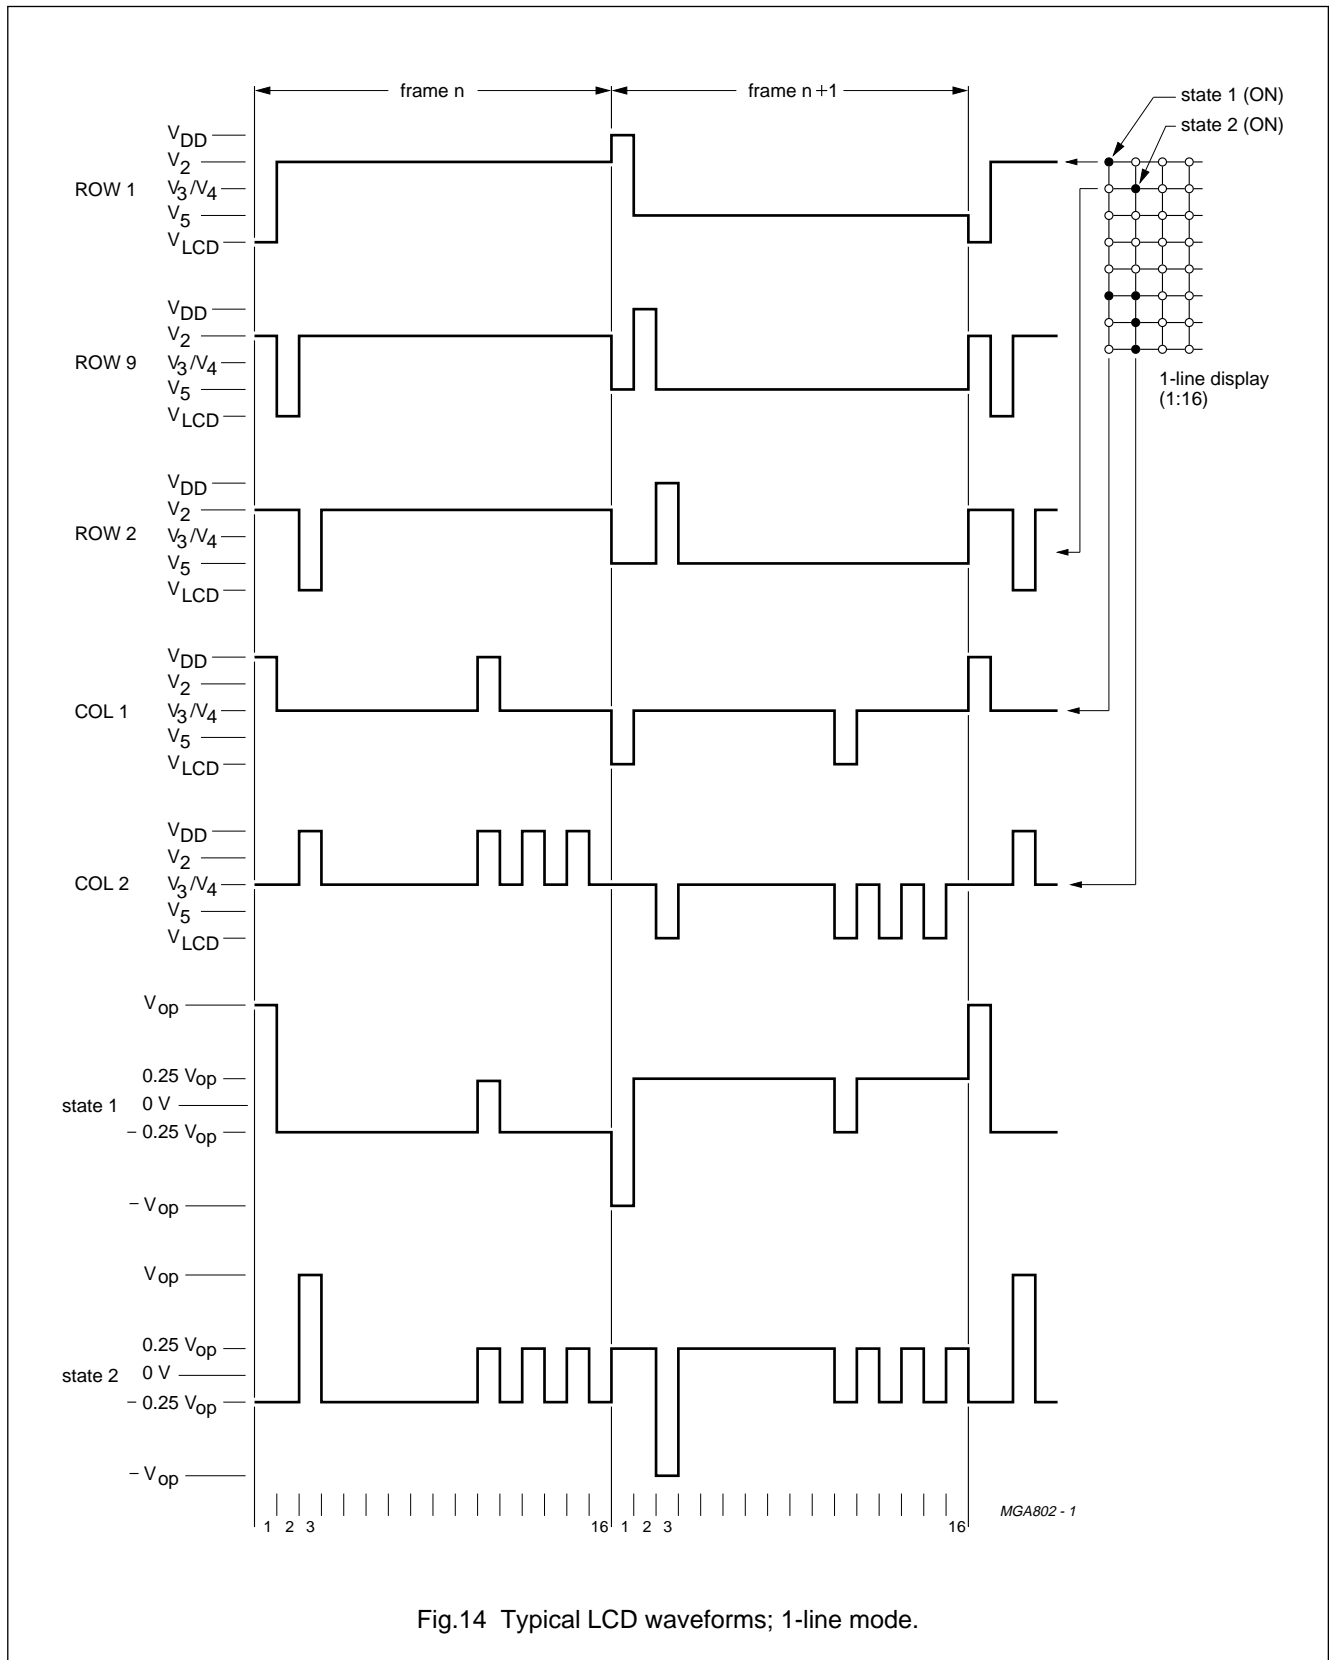 frame n
frame n+1
state 1 (ON)
state 2 (ON)
ROW 1
VDD
V2
V3/V4
V5
VLCD
ROW 9
VDD
V2
V3/V4
V5
VLCD
1-line display
(1:16)
ROW 2
VDD
V2
V3/V4
V5
VLCD
COL 1
VDD
V2
V3/V4
V5
VLCD
COL 2
VDD
V2
V3/V4
V5
VLCD
state 1
Vop
0.25 Vop
0 V
− 0.25 Vop
− Vop
state 2
Vop
0.25 Vop
0 V
− 0.25 Vop
− Vop
1 2 3 16 1 2 3 16
MGA802 - 1
Fig.14 Typical LCD waveforms; 1-line mode.